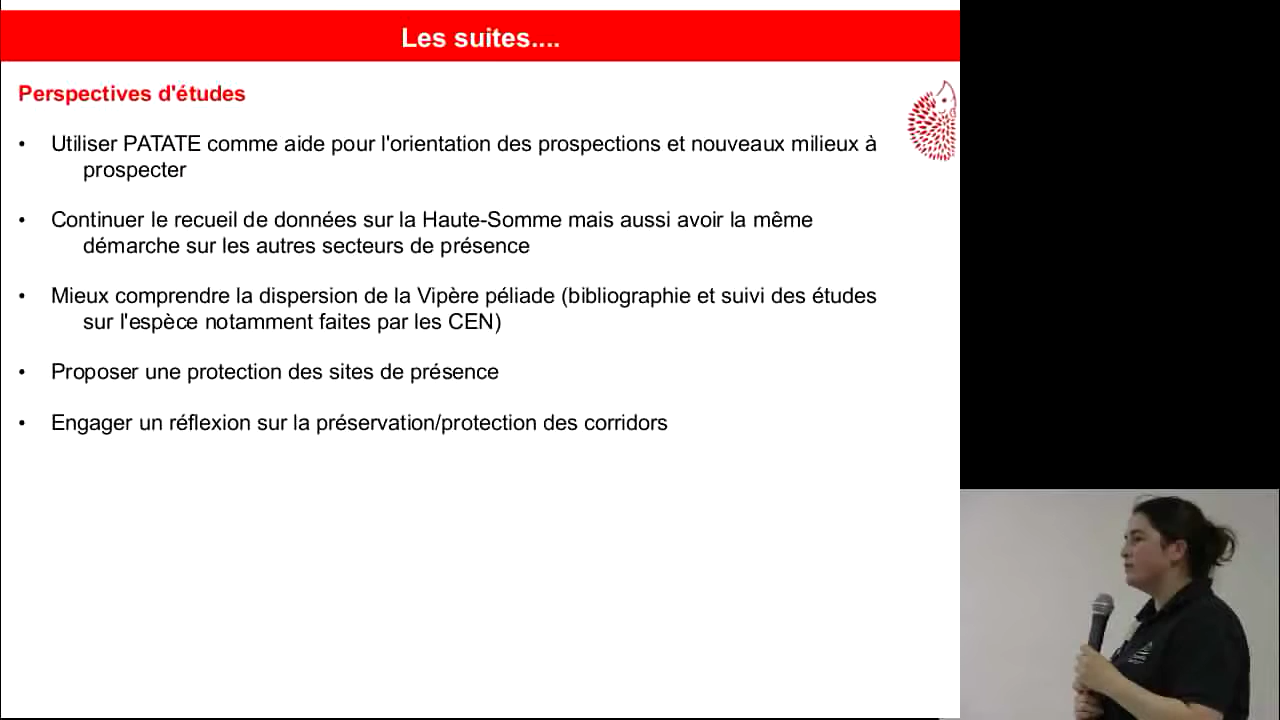 Les suites....
Perspectives d'études
• Utiliser PATATE comme aide pour l'orientation des prospections et nouveaux milieux à
prospecter
• Continuer le recueil de données sur la Haute-Somme mais aussi avoir la même
démarche sur les autres secteurs de présence
• Mieux comprendre la dispersion de la Vipère péliade (bibliographie et suivi des études
sur l'espèce notamment faites par les CEN)
• Proposer une protection des sites de présence
• Engager un réflexion sur la préservation/protection des corridors